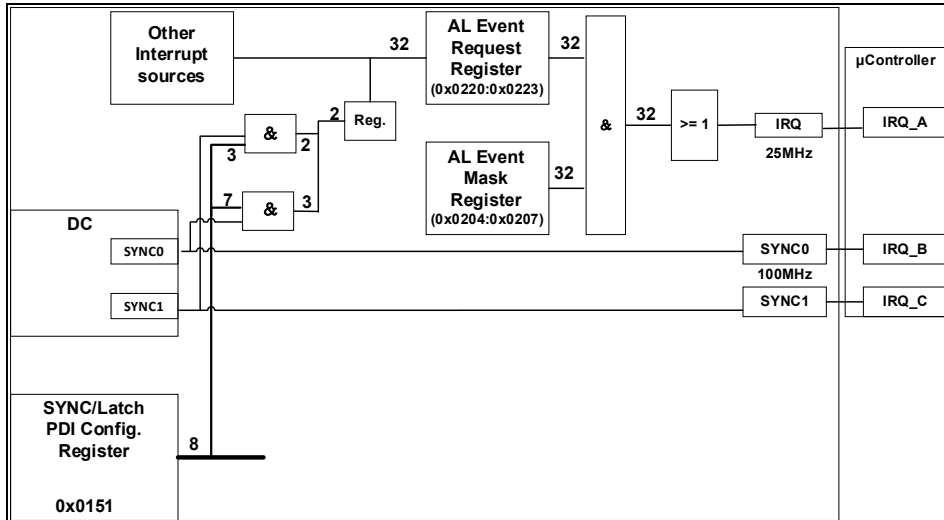 Other
Interrupt
sources
32
AL Event
Request
Register
(0x0220:0x0223)
32
µController
&
2
Reg.
&
32
>= 1
IRQ
IRQ_A
3
2
25MHz
AL Event
Mask
Register
(0x0204:0x0207)
32
7
&
3
DC
SYNC0
SYNC0
IRQ_B
100MHz
SYNC1
SYNC1
IRQ_C
SYNC/Latch
PDI Config.
Register
8
0x0151